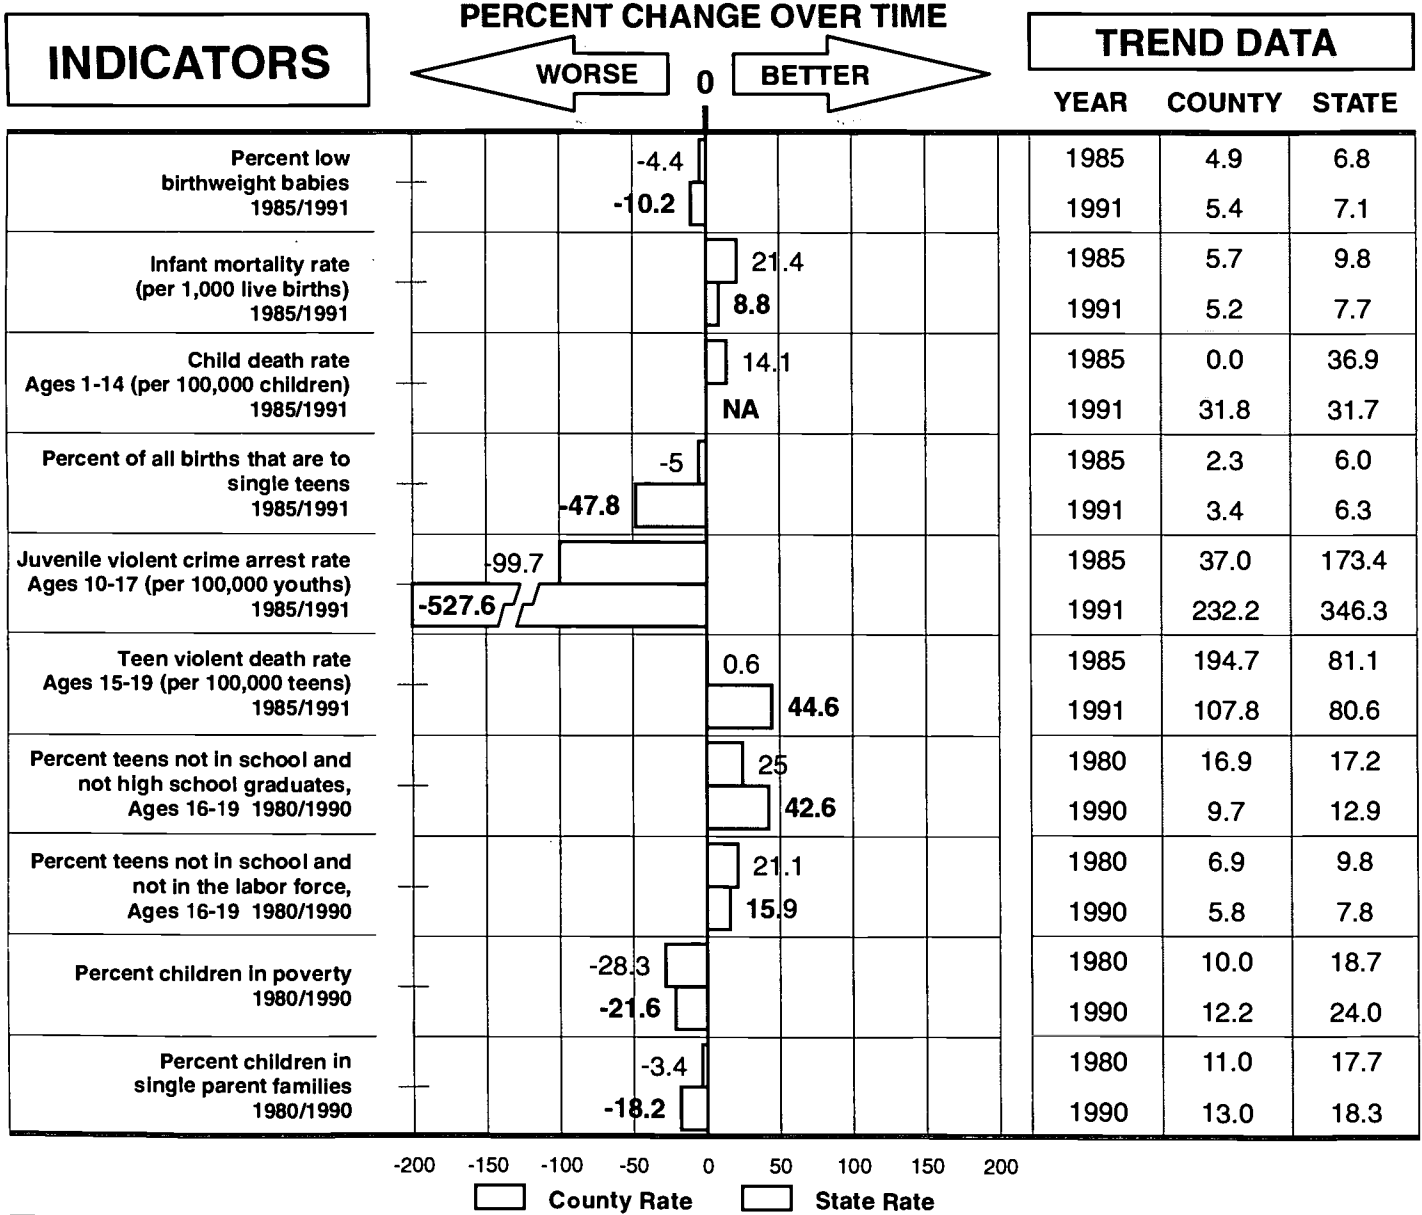 PERCENT CHANGE OVER TIME
INDICATORS
WORSE
0
BETTER
TREND DATA
YEAR COUNTY STATE
Percent low
birthweight babies
1985/1991
-4.4
-10.2
1985 4.9 6.8
1991 5.4 7.1
Infant mortality rate
(per 1,000 live births)
1985/1991
21.4
8.8
1985 5.7 9.8
1991 5.2 7.7
Child death rate
Ages 1-14 (per 100,000 children)
1985/1991
14.1
NA
1985 0.0 36.9
1991 31.8 31.7
Percent of all births that are to
single teens
1985/1991
-5
-47.8
1985 2.3 6.0
1991 3.4 6.3
Juvenile violent crime arrest rate
Ages 10-17 (per 100,000 youths)
1985/1991
-99.7
-527.6
1985 37.0 173.4
1991 232.2 346.3
Teen violent death rate
Ages 15-19 (per 100,000 teens)
1985/1991
0.6
44.6
1985 194.7 81.1
1991 107.8 80.6
Percent teens not in school and
not high school graduates,
Ages 16-19 1980/1990
25
42.6
1980 16.9 17.2
1990 9.7 12.9
Percent teens not in school and
not in the labor force,
Ages 16-19 1980/1990
21.1
15.9
1980 6.9 9.8
1990 5.8 7.8
Percent children in poverty
1980/1990
-28.3
-21.6
1980 10.0 18.7
1990 12.2 24.0
Percent children in
single parent families
1980/1990
-3.4
-18.2
1980 11.0 17.7
1990 13.0 18.3
-200 -150 -100 -50 0 50 100 150 200
County Rate State Rate